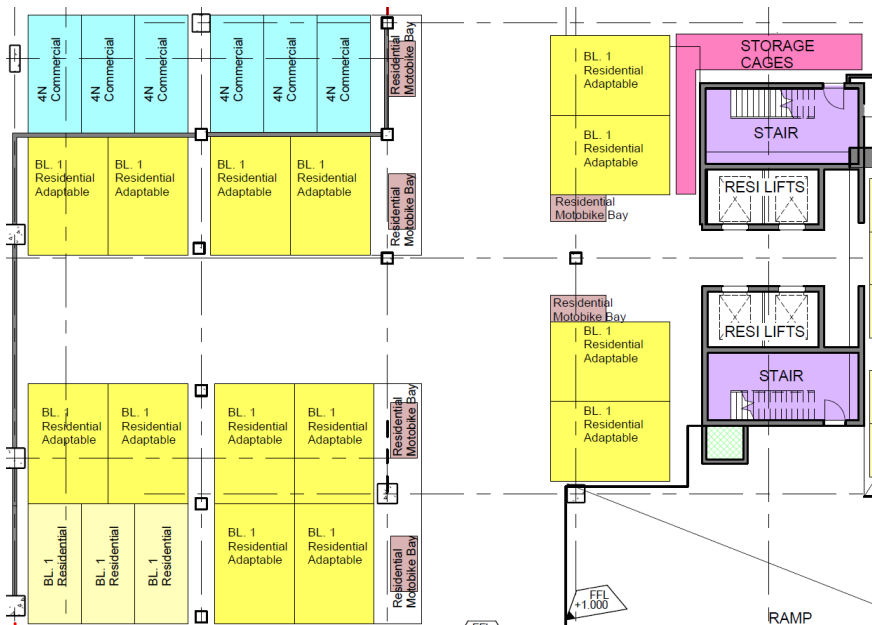 4N
Commercial
4N
Commercial
4N
Commercial
4N
Commercial
4N
Commercial
4N
Commercial
Residential
Motobike Bay
BL. 1
Residential
Adaptable
BL. 1
Residential
Adaptable
BL. 1
Residential
Adaptable
BL. 1
Residential
Adaptable
Residential
Motobike Bay
BL. 1
Residential
Adaptable
BL. 1
Residential
Adaptable
Residential
Motobike Bay
STORAGE
CAGES
STAIR
RESI LIFTS
Residential
Motobike Bay
BL. 1
Residential
Adaptable
BL. 1
Residential
Adaptable
RESI LIFTS
STAIR
BL. 1
Residential
Adaptable
BL. 1
Residential
Adaptable
BL. 1
Residential
Adaptable
BL. 1
Residential
Adaptable
Residential
Motobike Bay
BL. 1
Residential
BL. 1
Residential
BL. 1
Residential
BL. 1
Residential
Adaptable
BL. 1
Residential
Adaptable
Residential
Motobike Bay
FFL
+1.000
RAMP